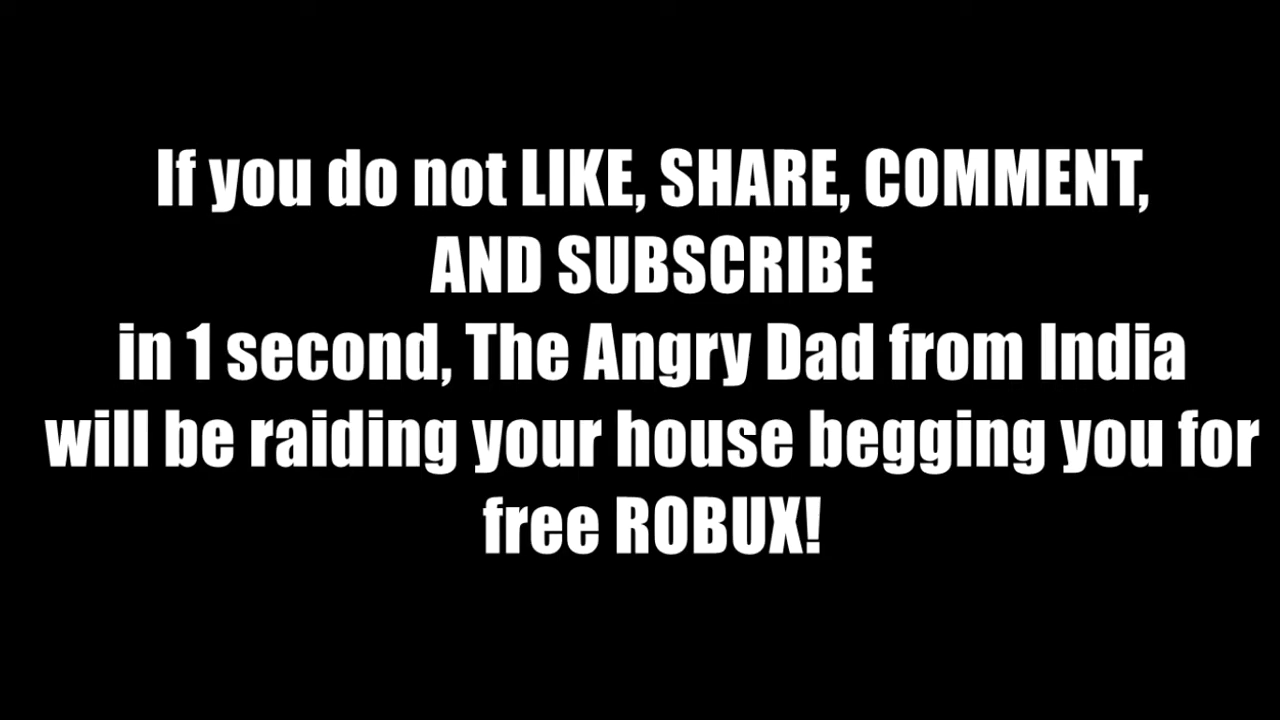 If you do not LIKE, SHARE, COMMENT,
AND SUBSCRIBE
in 1 second, The Angry Dad from India
will be raiding your house begging you for
free ROBUX!